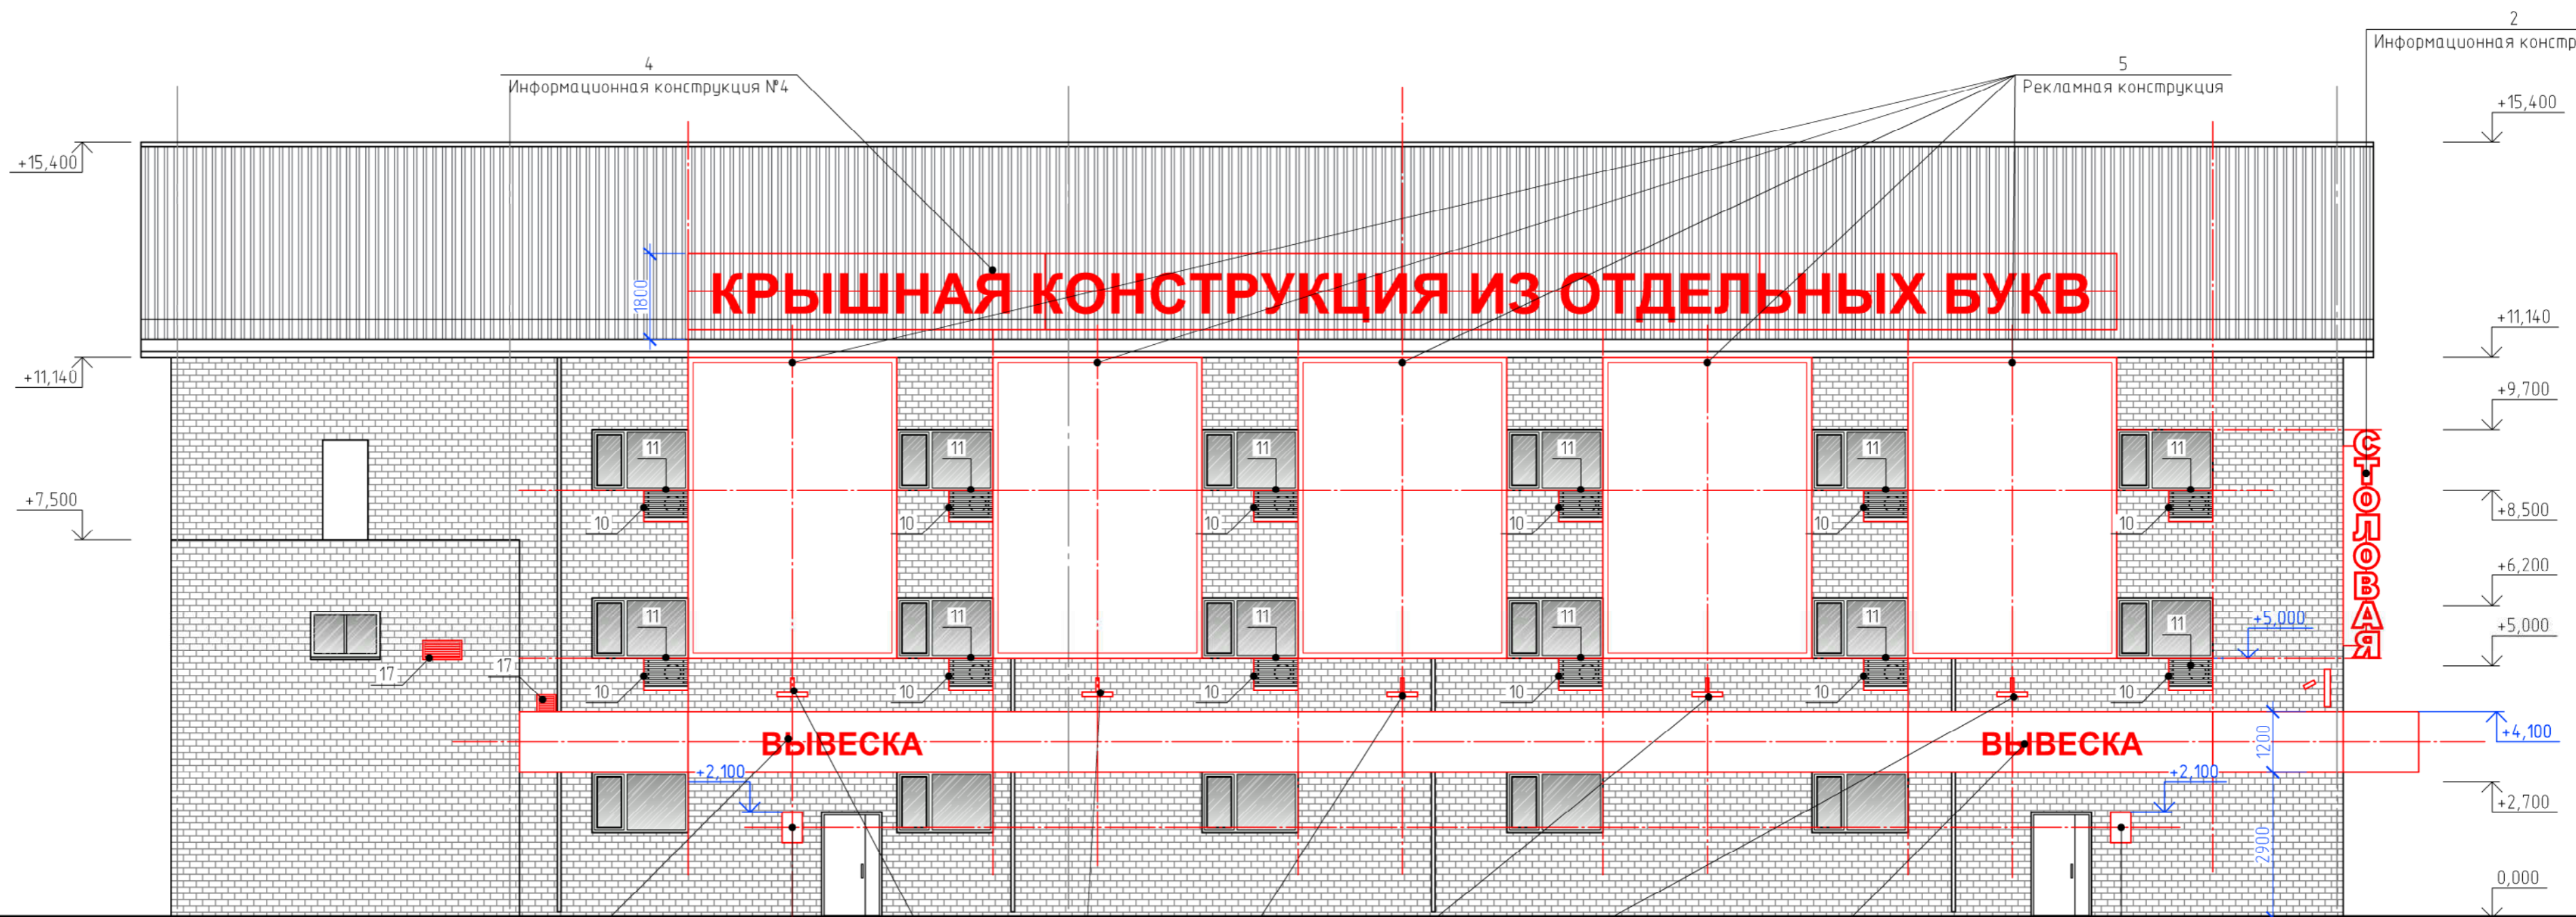 2
Информационная констр
4
Информационная конструкция №4
5
Рекламная конструкция
+15,400
+15,400
1800
КРЫШНАЯ КОНСТРУКЦИЯ ИЗ ОТДЕЛЬНЫХ БУКВ
+11,140
+11,140
+9,700
11 11 11 11 11 11
СТОЛОВАЯ
+7,500
+8,500
10 10 10 10 10 10
+6,200
11 11 11 11 11 11
+5,000
+5,000
17
17
10 10 10 10 10 10
+4,100
1200
ВЫВЕСКА ВЫВЕСКА
+2,100
+2,100
+2,700
2900
0,000